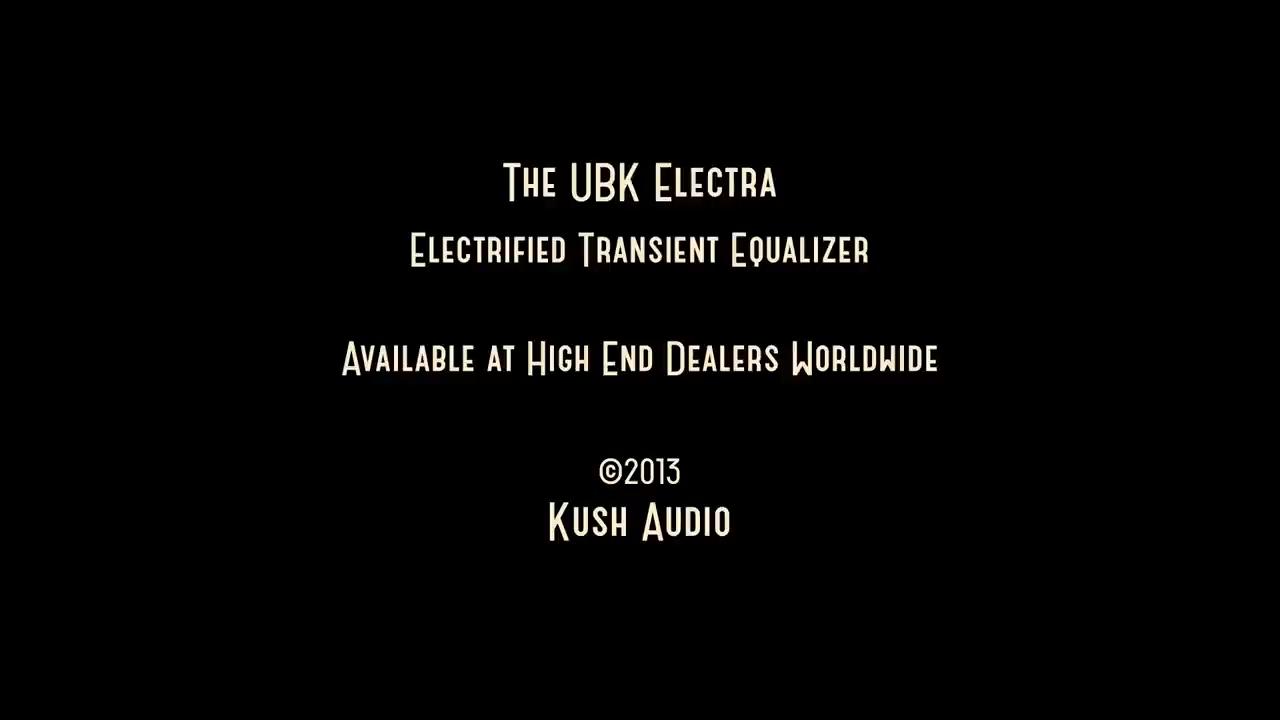 The UBK Electra
Electrified Transient Equalizer
Available at High End Dealers Worldwide
©2013
Kush Audio